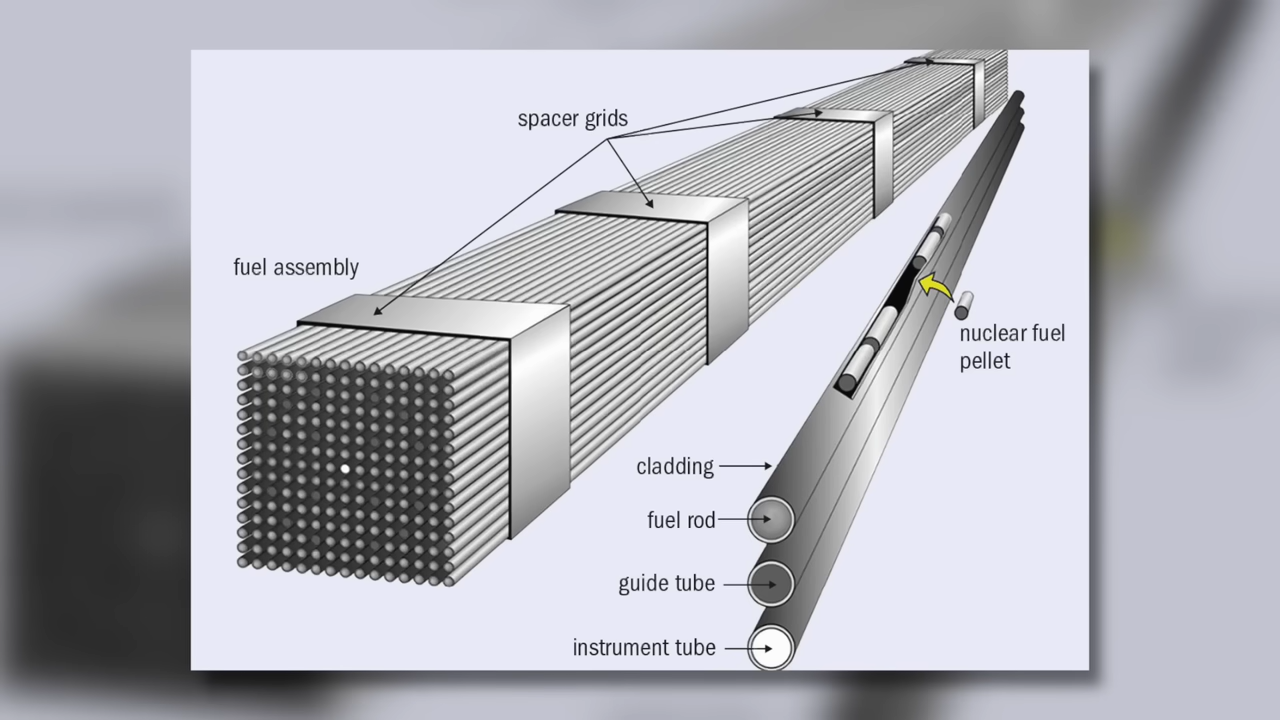 spacer grids
fuel assembly
nuclear fuel
pellet
cladding
fuel rod
guide tube
instrument tube